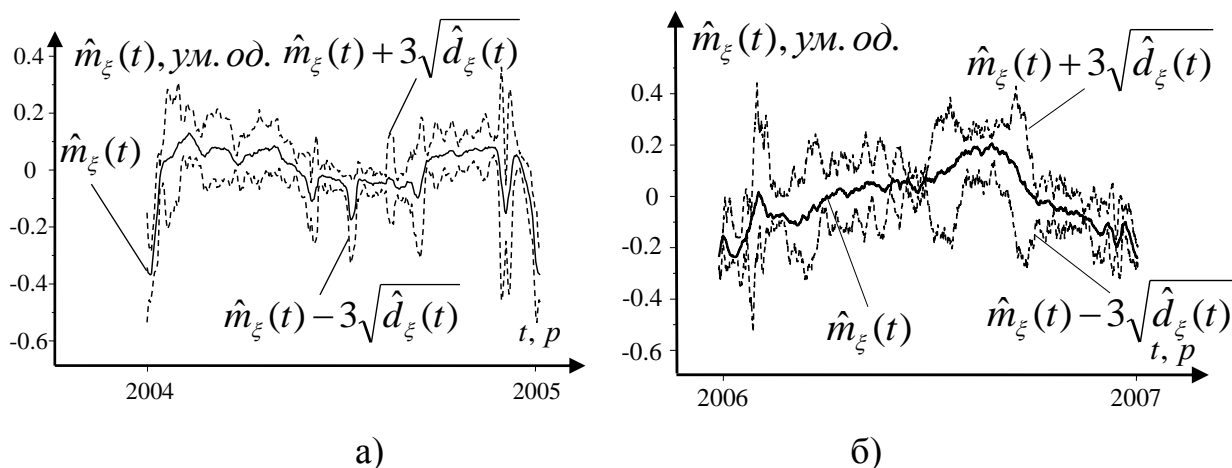 0.4
0.2
0
-0.2
-0.4
-0.6
m̂_ξ(t), ум. од.
m̂_ξ(t) + 3√d̂_ξ(t)
m̂_ξ(t)
m̂_ξ(t) − 3√d̂_ξ(t)
t, р
2004
2005
а)
0.4
0.2
0
-0.2
-0.4
-0.6
m̂_ξ(t), ум. од.
m̂_ξ(t) + 3√d̂_ξ(t)
m̂_ξ(t)
m̂_ξ(t) − 3√d̂_ξ(t)
t, р
2006
2007
б)